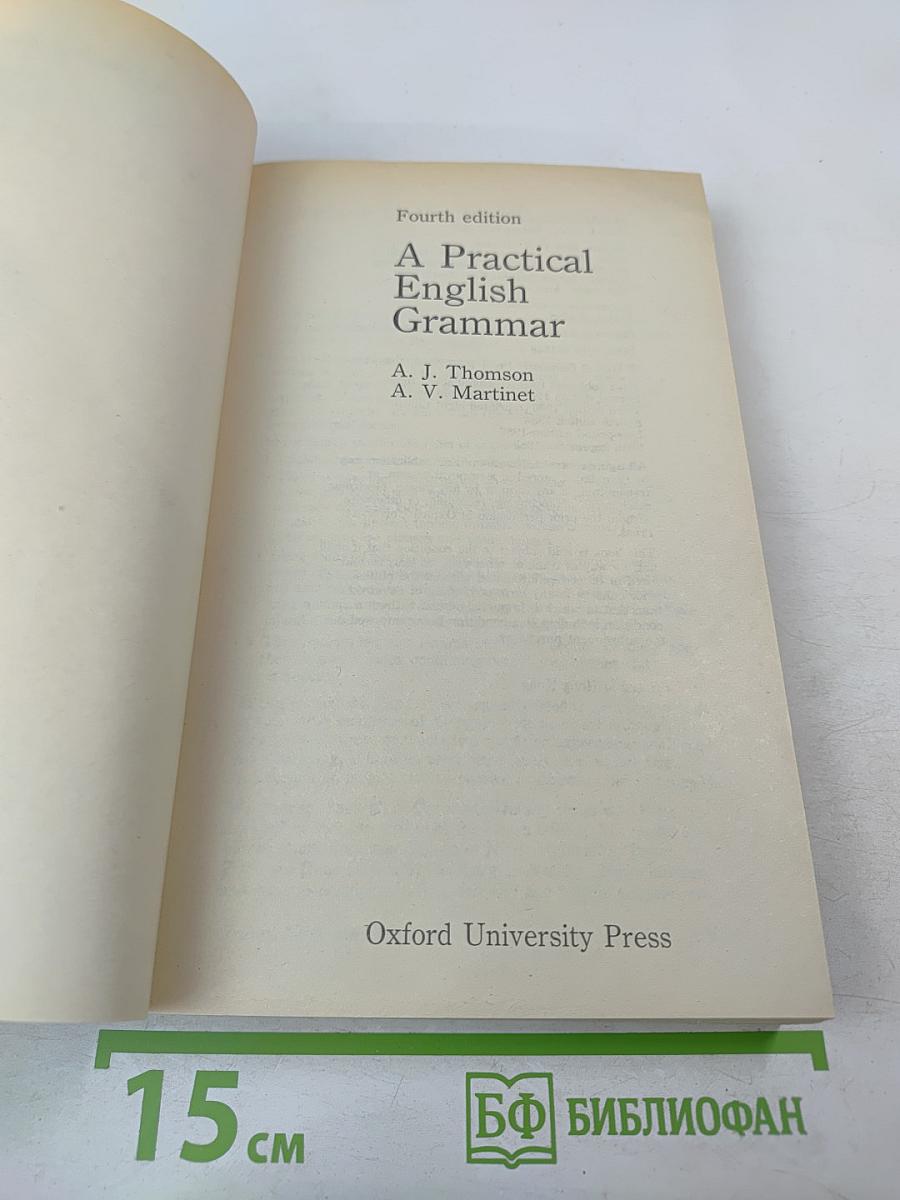 Fourth edition
A Practical
English
Grammar
A. J. Thomson
A. V. Martinet
Oxford University Press
15 см
БФ БИБЛИОФАН